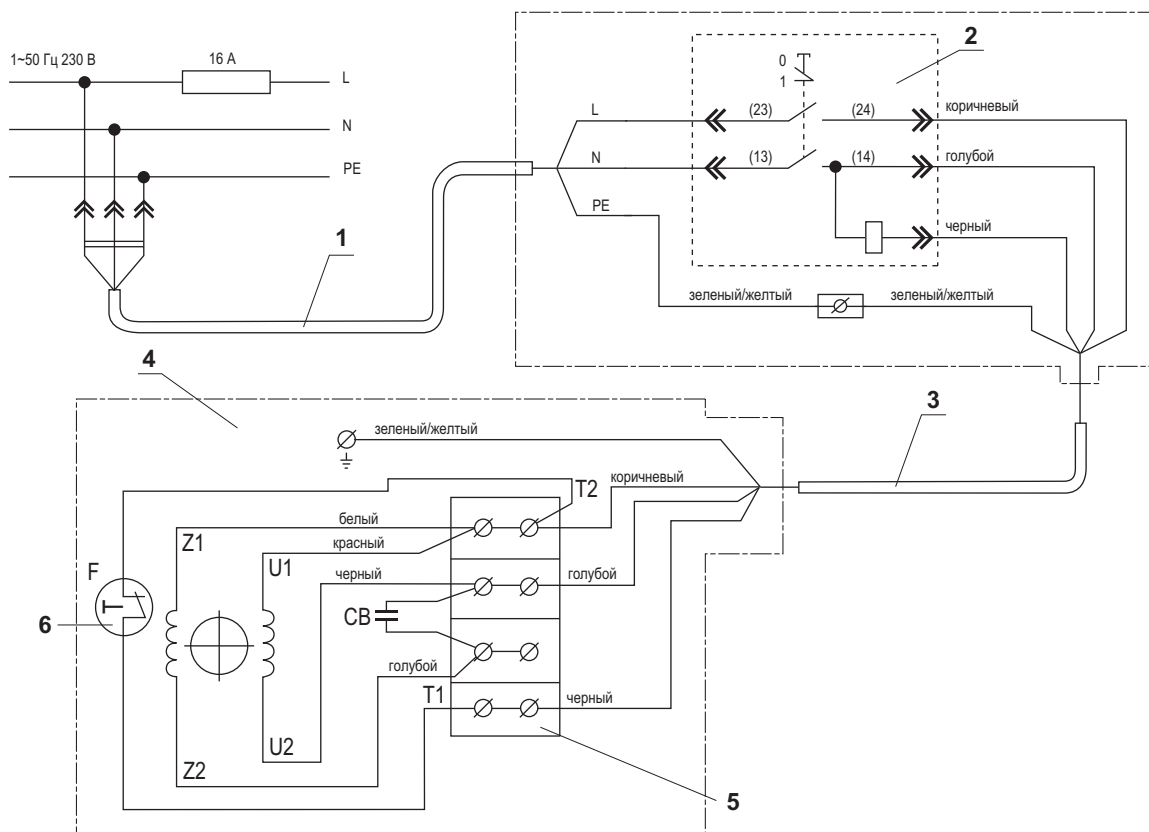 1~50 Гц 230 В
16 А
L
N
PE
1
2
0
1
L
(23)
(24)
коричневый
N
(13)
(14)
голубой
PE
черный
зеленый/желтый
зеленый/желтый
3
4
зеленый/желтый
коричневый
T2
белый
Z1
красный
U1
F
черный
голубой
CB
6
голубой
T1
черный
U2
Z2
5